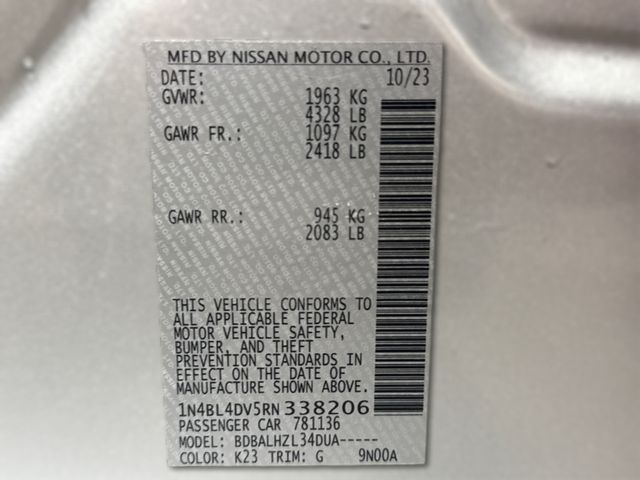 MFD BY NISSAN MOTOR CO., LTD.
DATE: 10/23
GVWR: 1963 KG
4328 LB
GAWR FR.: 1097 KG
2418 LB
GAWR RR.: 945 KG
2083 LB
THIS VEHICLE CONFORMS TO
ALL APPLICABLE FEDERAL
MOTOR VEHICLE SAFETY,
BUMPER, AND THEFT
PREVENTION STANDARDS IN
EFFECT ON THE DATE OF
MANUFACTURE SHOWN ABOVE.
1N4BL4DV5RN338206
PASSENGER CAR 781136
MODEL: BDBALHZL34DUA-----
COLOR: K23 TRIM: G 9N00A